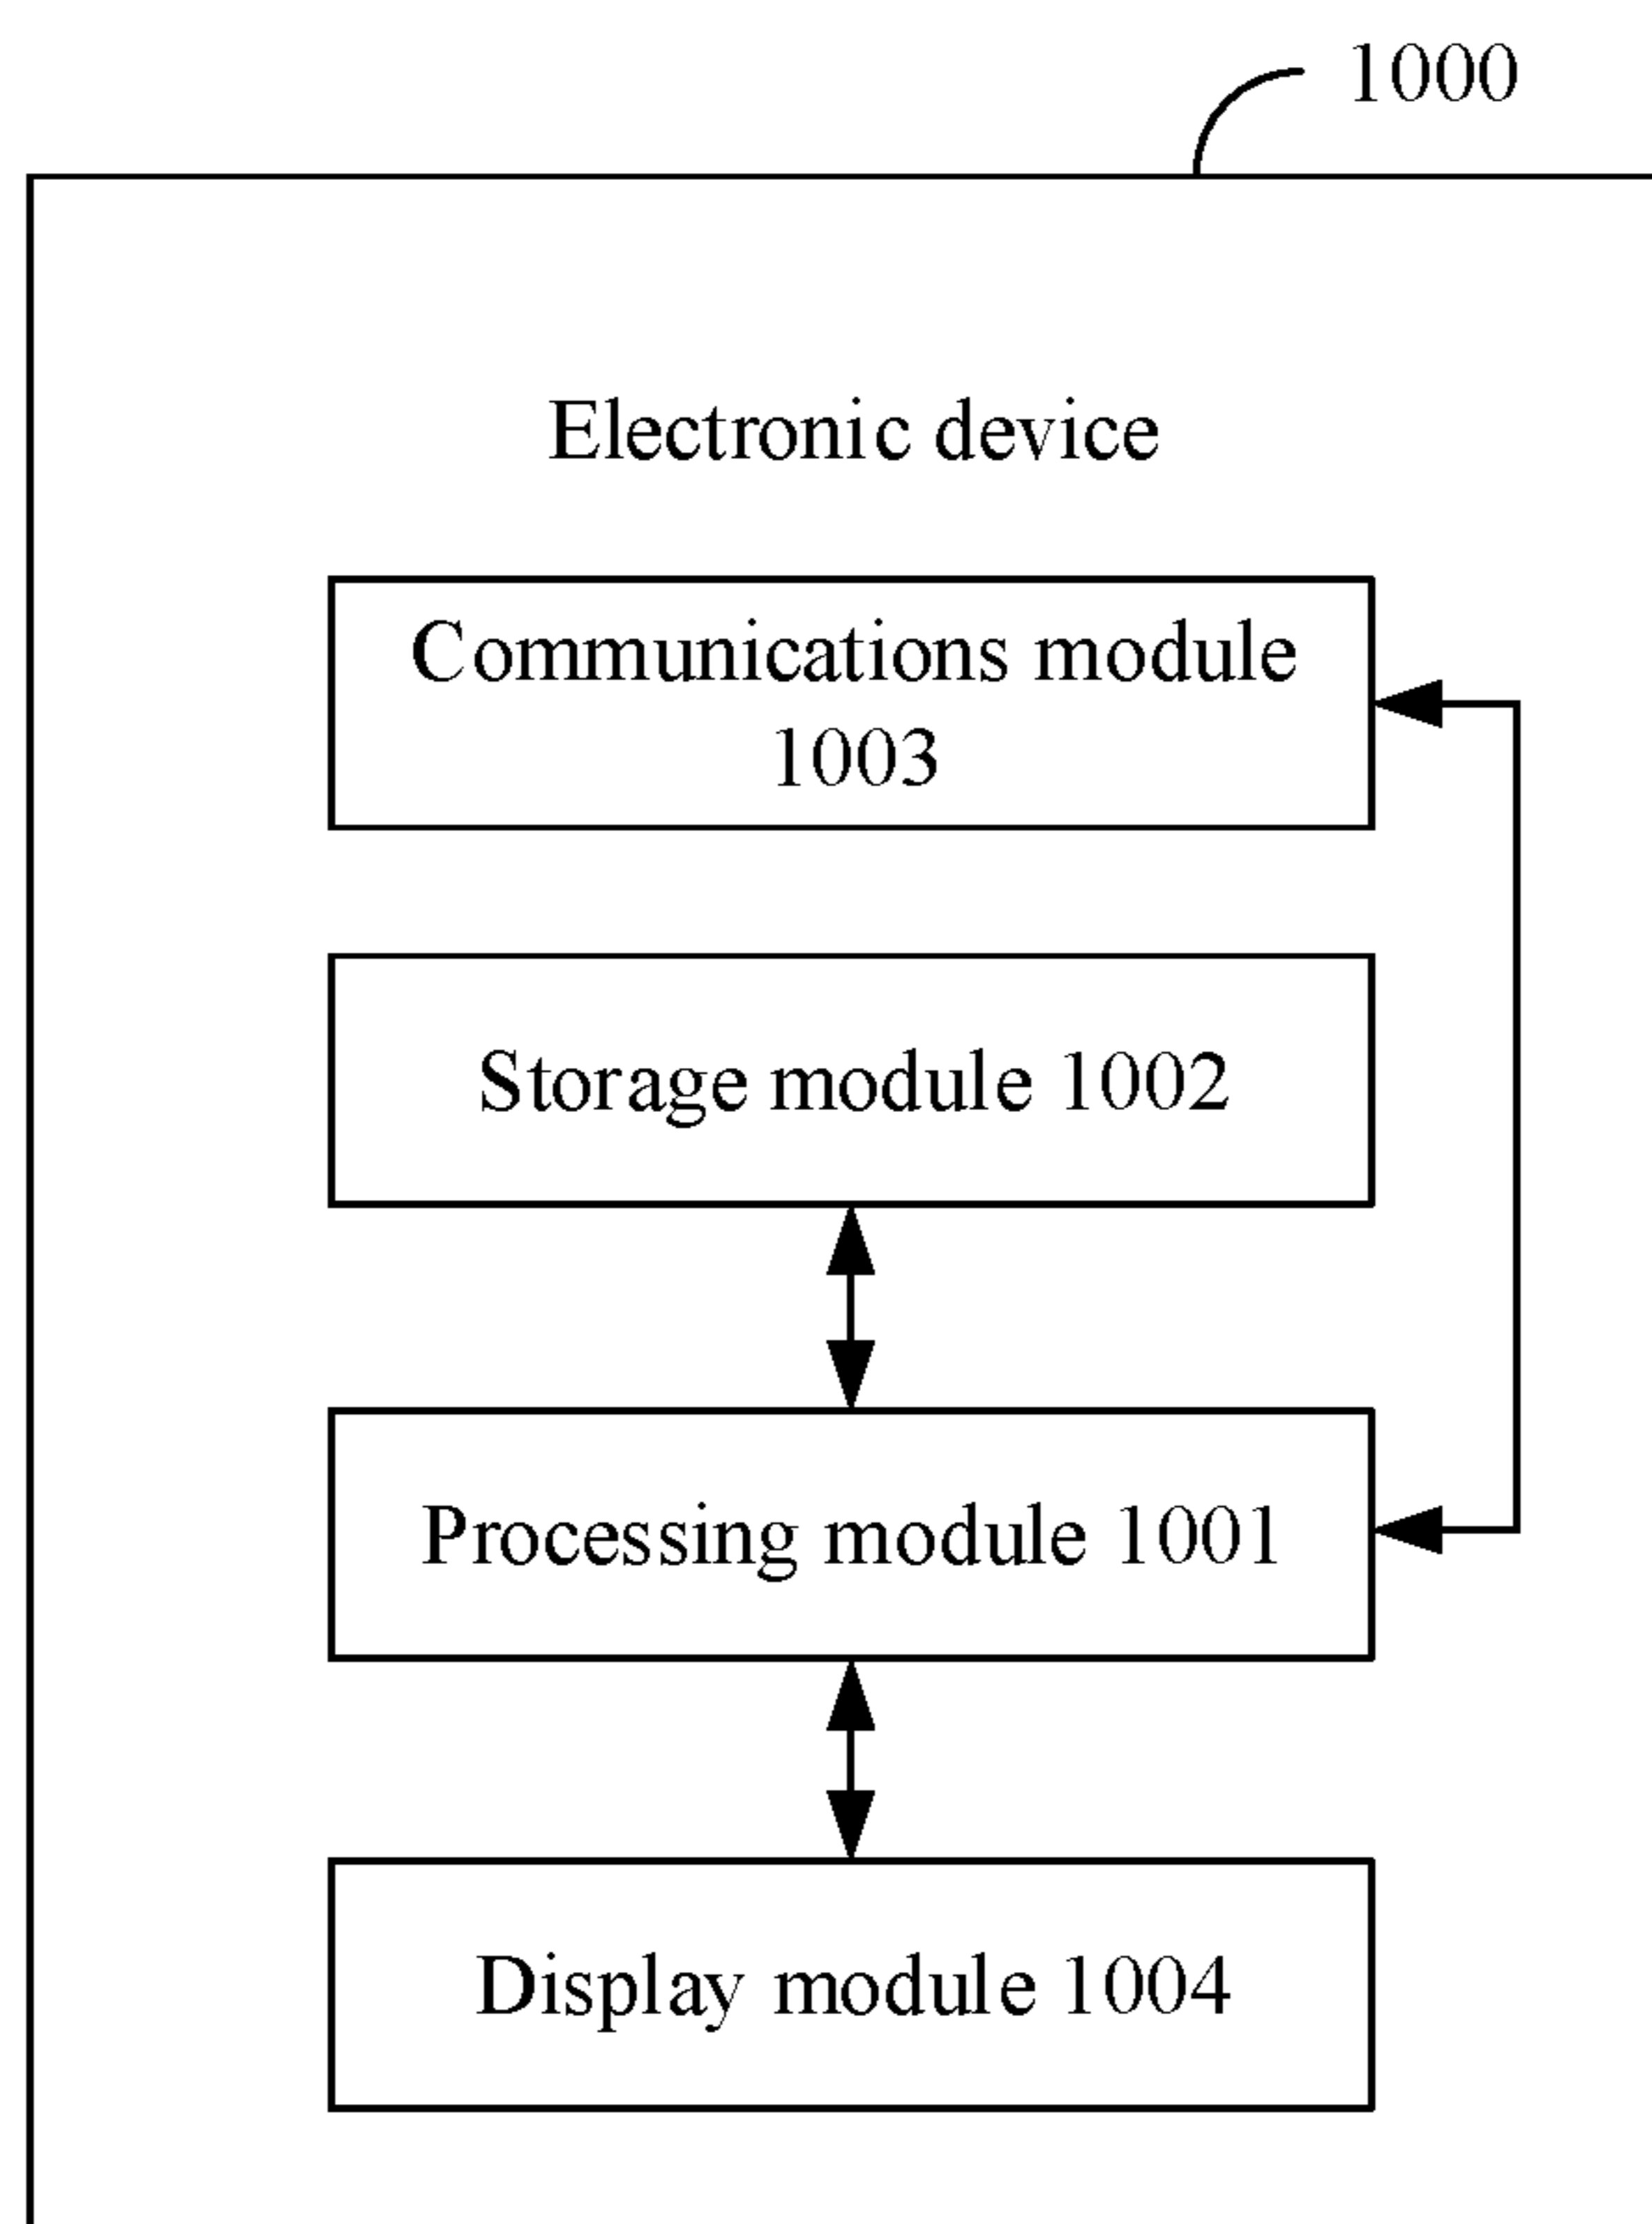 1000
Electronic device
Communications module
1003
Storage module 1002
Processing module 1001
Display module 1004